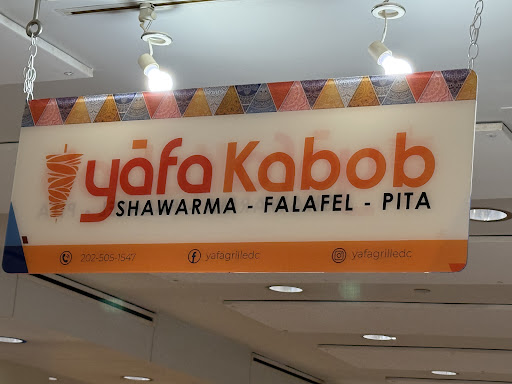 yafa Kabob
SHAWARMA - FALAFEL - PITA
202-505-1547 yafagrilledc yafagrilledc